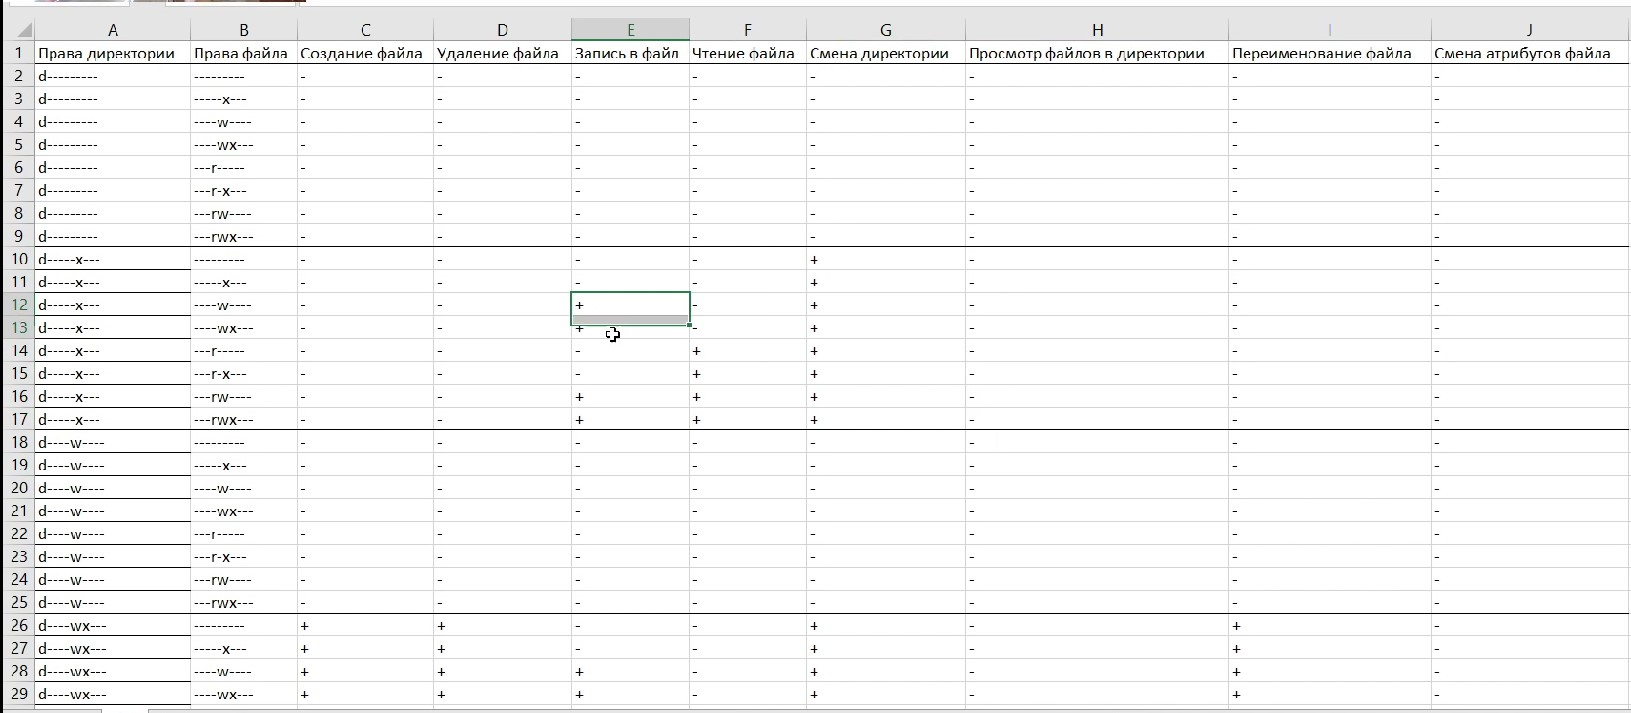 A B C D E F G H I J
1 Права директории Права файла Создание файла Удаление файла Запись в файл Чтение файла Смена директории Просмотр файлов в директории Переименование файла Смена атрибутов файла
2 d--------- --------- - - - - - - - -
3 d--------- -----x--- - - - - - - - -
4 d--------- ----w---- - - - - - - - -
5 d--------- ----wx--- - - - - - - - -
6 d--------- ---r----- - - - - - - - -
7 d--------- ---r-x--- - - - - - - - -
8 d--------- ---rw---- - - - - - - - -
9 d--------- ---rwx--- - - - - - - - -
10 d-----x--- --------- - - - - + - - -
11 d-----x--- -----x--- - - - - + - - -
12 d-----x--- ----w---- - - + - + - - -
13 d-----x--- ----wx--- - - + - + - - -
14 d-----x--- ---r----- - - - + + - - -
15 d-----x--- ---r-x--- - - - + + - - -
16 d-----x--- ---rw---- - - + + + - - -
17 d-----x--- ---rwx--- - - + + + - - -
18 d----w---- --------- - - - - - - - -
19 d----w---- -----x--- - - - - - - - -
20 d----w---- ----w---- - - - - - - - -
21 d----w---- ----wx--- - - - - - - - -
22 d----w---- ---r----- - - - - - - - -
23 d----w---- ---r-x--- - - - - - - - -
24 d----w---- ---rw---- - - - - - - - -
25 d----w---- ---rwx--- - - - - - - - -
26 d----wx--- --------- + + - - + - + -
27 d----wx--- -----x--- + + - - + - + -
28 d----wx--- ----w---- + + + - + - + -
29 d----wx--- ----wx--- + + + - + - + -